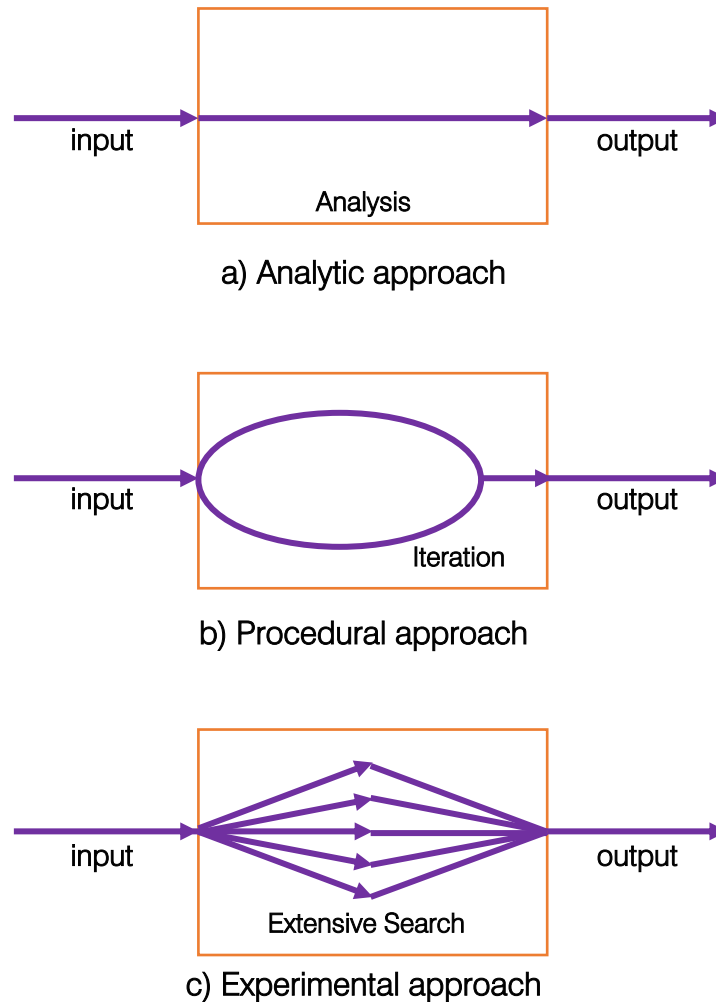 input
output
Analysis
a) Analytic approach
input
output
Iteration
b) Procedural approach
input
output
Extensive Search
c) Experimental approach